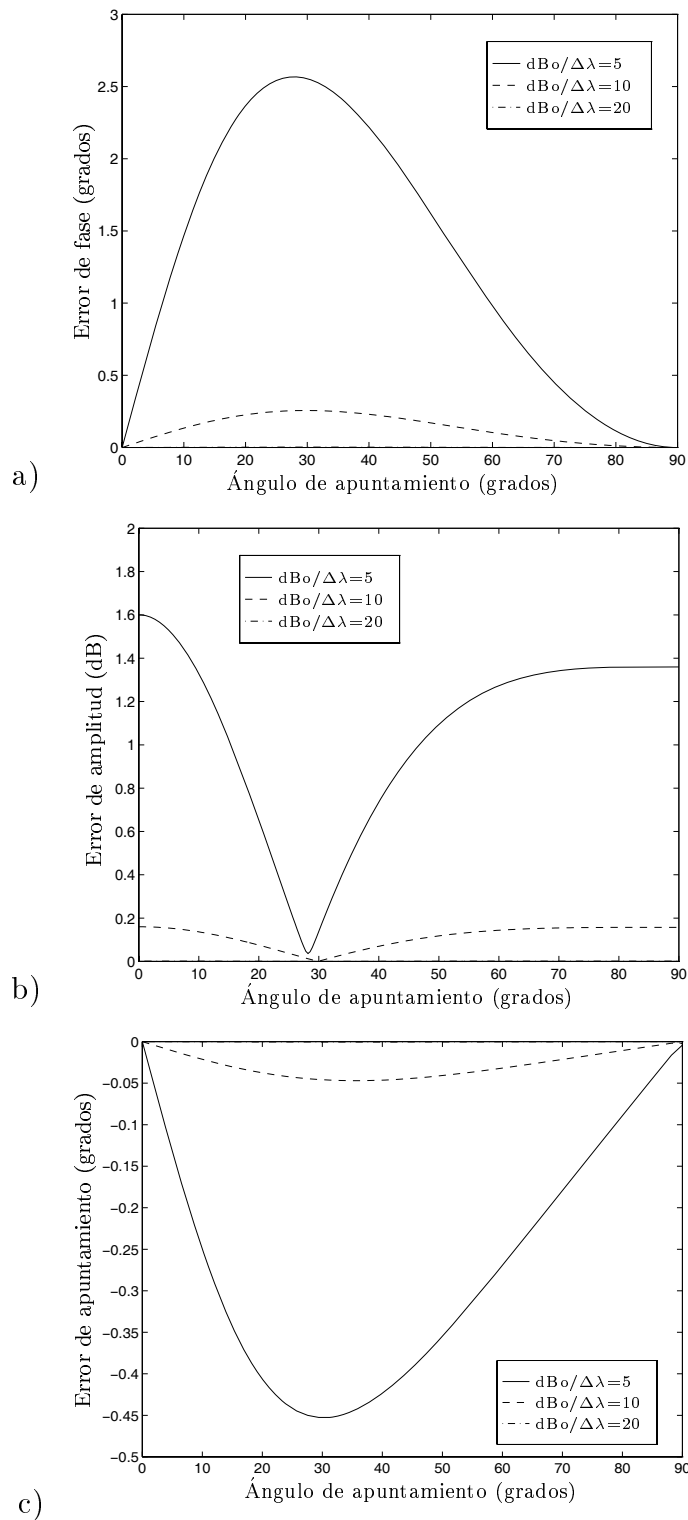 3
2.5
2
1.5
1
0.5
0
Error de fase (grados)
dBo/Δλ=5
dBo/Δλ=10
dBo/Δλ=20
0 10 20 30 40 50 60 70 80 90
Ángulo de apuntamiento (grados)
a)
2
1.8
1.6
1.4
1.2
1
0.8
0.6
0.4
0.2
0
Error de amplitud (dB)
dBo/Δλ=5
dBo/Δλ=10
dBo/Δλ=20
0 10 20 30 40 50 60 70 80 90
Ángulo de apuntamiento (grados)
b)
0
−0.05
−0.1
−0.15
−0.2
−0.25
−0.3
−0.35
−0.4
−0.45
−0.5
Error de apuntamiento (grados)
dBo/Δλ=5
dBo/Δλ=10
dBo/Δλ=20
0 10 20 30 40 50 60 70 80 90
Ángulo de apuntamiento (grados)
c)